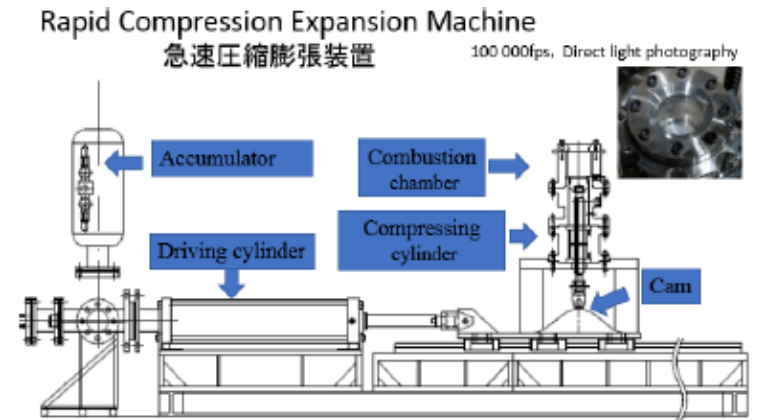 Rapid Compression Expansion Machine
急速圧縮膨張装置
100 000fps, Direct light photography
Accumulator
Combustion
chamber
Compressing
cylinder
Driving cylinder
Cam